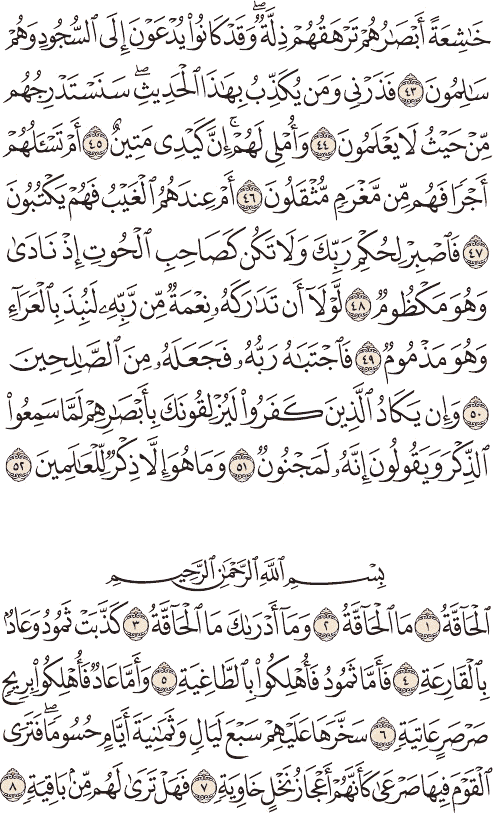 خَٰشِعَةً أَبْصَٰرُهُمْ تَرْهَقُهُمْ ذِلَّةٌ ۖ وَقَدْ كَانُوا۟ يُدْعَوْنَ إِلَى ٱلسُّجُودِ وَهُمْ
سَٰلِمُونَ ٤٣ فَذَرْنِى وَمَن يُكَذِّبُ بِهَٰذَا ٱلْحَدِيثِ ۖ سَنَسْتَدْرِجُهُم
مِّنْ حَيْثُ لَا يَعْلَمُونَ ٤٤ وَأُمْلِى لَهُمْ ۚ إِنَّ كَيْدِى مَتِينٌ ٤٥ أَمْ تَسْـَٔلُهُمْ
أَجْرًا فَهُم مِّن مَّغْرَمٍ مُّثْقَلُونَ ٤٦ أَمْ عِندَهُمُ ٱلْغَيْبُ فَهُمْ يَكْتُبُونَ
٤٧ فَٱصْبِرْ لِحُكْمِ رَبِّكَ وَلَا تَكُن كَصَاحِبِ ٱلْحُوتِ إِذْ نَادَىٰ
وَهُوَ مَكْظُومٌ ٤٨ لَّوْلَآ أَن تَدَٰرَكَهُۥ نِعْمَةٌ مِّن رَّبِّهِۦ لَنُبِذَ بِٱلْعَرَآءِ
وَهُوَ مَذْمُومٌ ٤٩ فَٱجْتَبَٰهُ رَبُّهُۥ فَجَعَلَهُۥ مِنَ ٱلصَّٰلِحِينَ
٥٠ وَإِن يَكَادُ ٱلَّذِينَ كَفَرُوا۟ لَيُزْلِقُونَكَ بِأَبْصَٰرِهِمْ لَمَّا سَمِعُوا۟
ٱلذِّكْرَ وَيَقُولُونَ إِنَّهُۥ لَمَجْنُونٌ ٥١ وَمَا هُوَ إِلَّا ذِكْرٌ لِّلْعَٰلَمِينَ ٥٢
بِسْمِ ٱللَّهِ ٱلرَّحْمَٰنِ ٱلرَّحِيمِ
ٱلْحَآقَّةُ ١ مَا ٱلْحَآقَّةُ ٢ وَمَآ أَدْرَىٰكَ مَا ٱلْحَآقَّةُ ٣ كَذَّبَتْ ثَمُودُ وَعَادٌۢ
بِٱلْقَارِعَةِ ٤ فَأَمَّا ثَمُودُ فَأُهْلِكُوا۟ بِٱلطَّاغِيَةِ ٥ وَأَمَّا عَادٌ فَأُهْلِكُوا۟ بِرِيحٍ
صَرْصَرٍ عَاتِيَةٍ ٦ سَخَّرَهَا عَلَيْهِمْ سَبْعَ لَيَالٍ وَثَمَٰنِيَةَ أَيَّامٍ حُسُومًا ۖ فَتَرَى
ٱلْقَوْمَ فِيهَا صَرْعَىٰ كَأَنَّهُمْ أَعْجَازُ نَخْلٍ خَاوِيَةٍ ٧ فَهَلْ تَرَىٰ لَهُم مِّنۢ بَاقِيَةٍ ٨